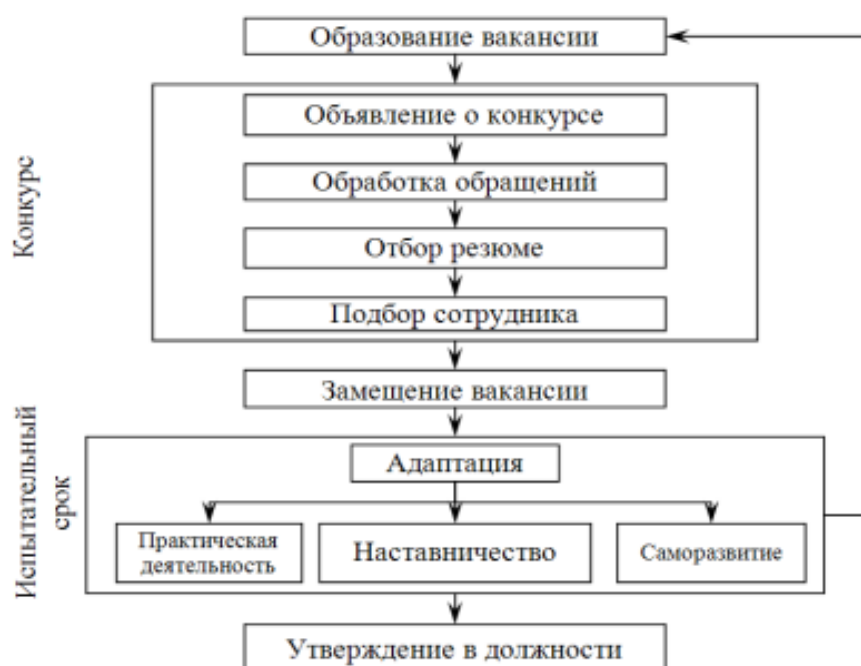 Образование вакансии
Конкурс
Объявление о конкурсе
Обработка обращений
Отбор резюме
Подбор сотрудника
Замещение вакансии
Испытательный
срок
Адаптация
Практическая
деятельность
Наставничество
Саморазвитие
Утверждение в должности